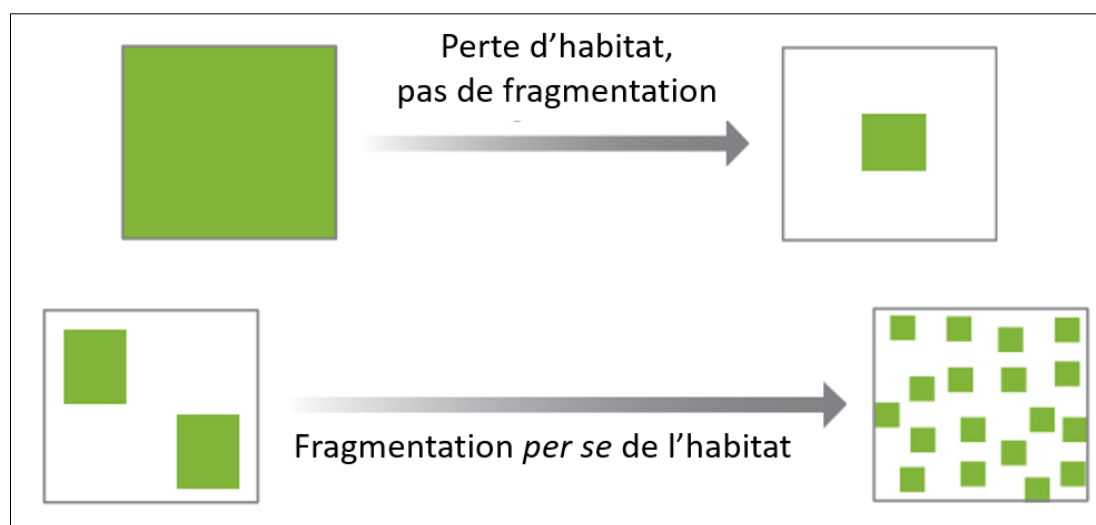 Perte d’habitat,
pas de fragmentation
Fragmentation per se de l’habitat